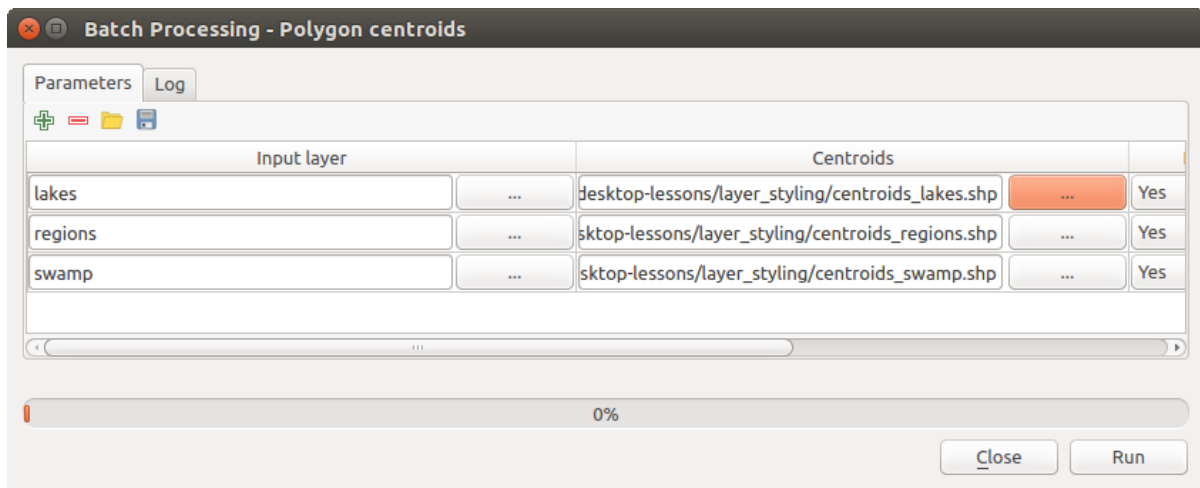 Batch Processing - Polygon centroids
Parameters Log
Input layer Centroids
lakes ... desktop-lessons/layer_styling/centroids_lakes.shp ... Yes
regions ... sktop-lessons/layer_styling/centroids_regions.shp ... Yes
swamp ... sktop-lessons/layer_styling/centroids_swamp.shp ... Yes
0%
Close Run